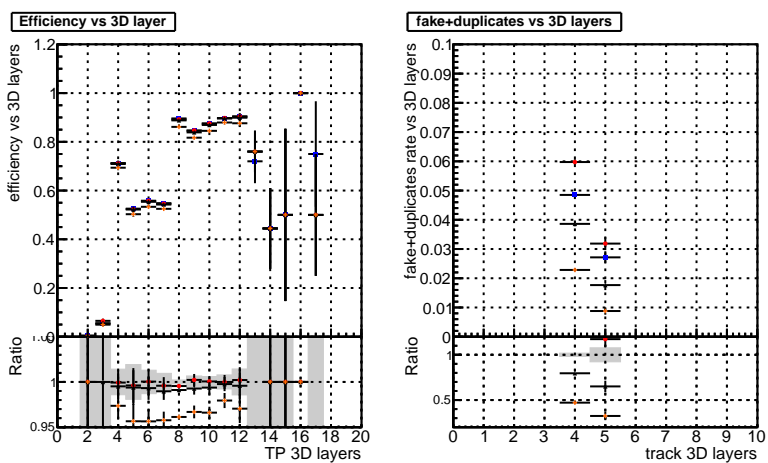 Efficiency vs 3D layer
efficiency vs 3D layers
1.2
1
0.8
0.6
0.4
0.2
0
Ratio
1
0.95
0 2 4 6 8 10 12 14 16 18 20
TP 3D layers
fake+duplicates vs 3D layers
fake+duplicates rate vs 3D layers
0.1
0.09
0.08
0.07
0.06
0.05
0.04
0.03
0.02
0.01
0
Ratio
1
0.5
0 1 2 3 4 5 6 7 8 9 10
track 3D layers